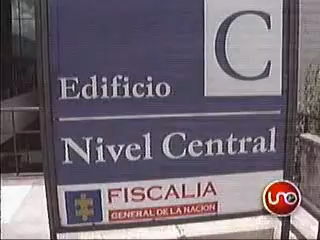 C
Edificio
Nivel Central
FISCALIA
GENERAL DE LA NACION
uno